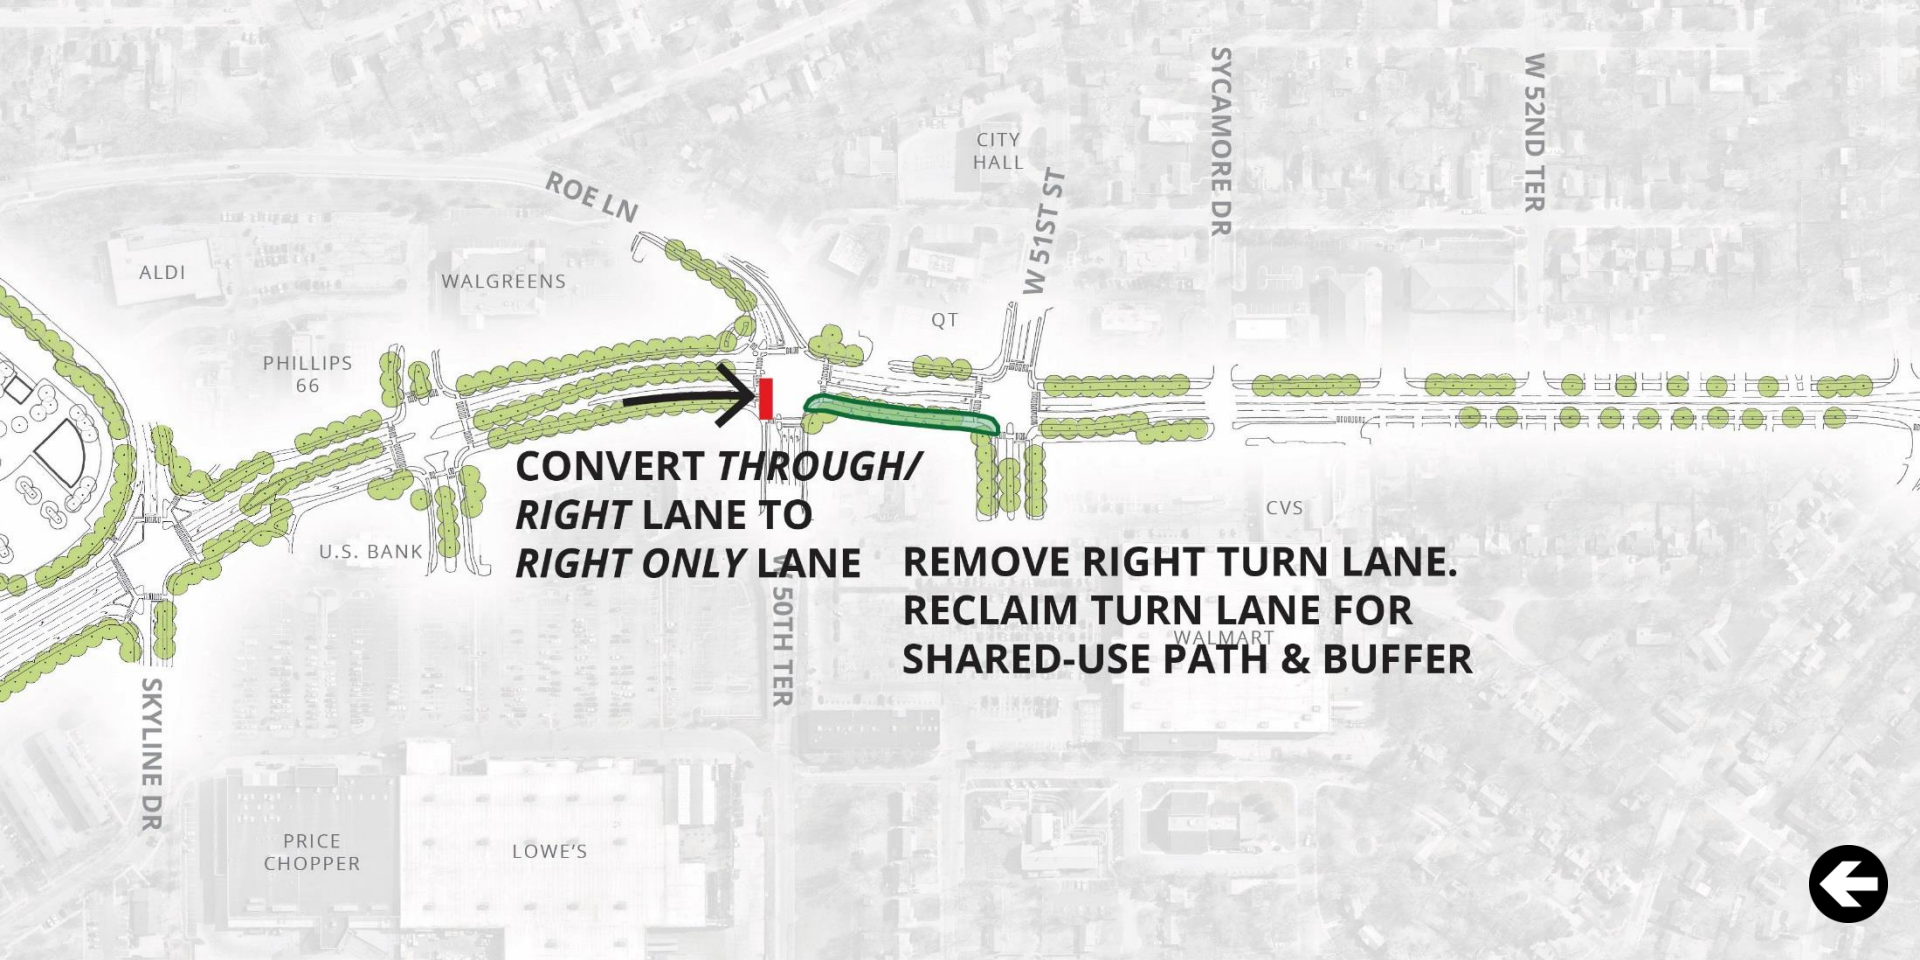 SYCAMORE DR
W 52ND TER
CITY
HALL
W 51ST ST
ROE LN
ALDI
WALGREENS
QT
PHILLIPS
66
CONVERT THROUGH/
RIGHT LANE TO
RIGHT ONLY LANE
CVS
U.S. BANK
REMOVE RIGHT TURN LANE.
RECLAIM TURN LANE FOR
WALMART
SHARED-USE PATH & BUFFER
W 50TH TER
SKYLINE DR
PRICE
CHOPPER
LOWE'S